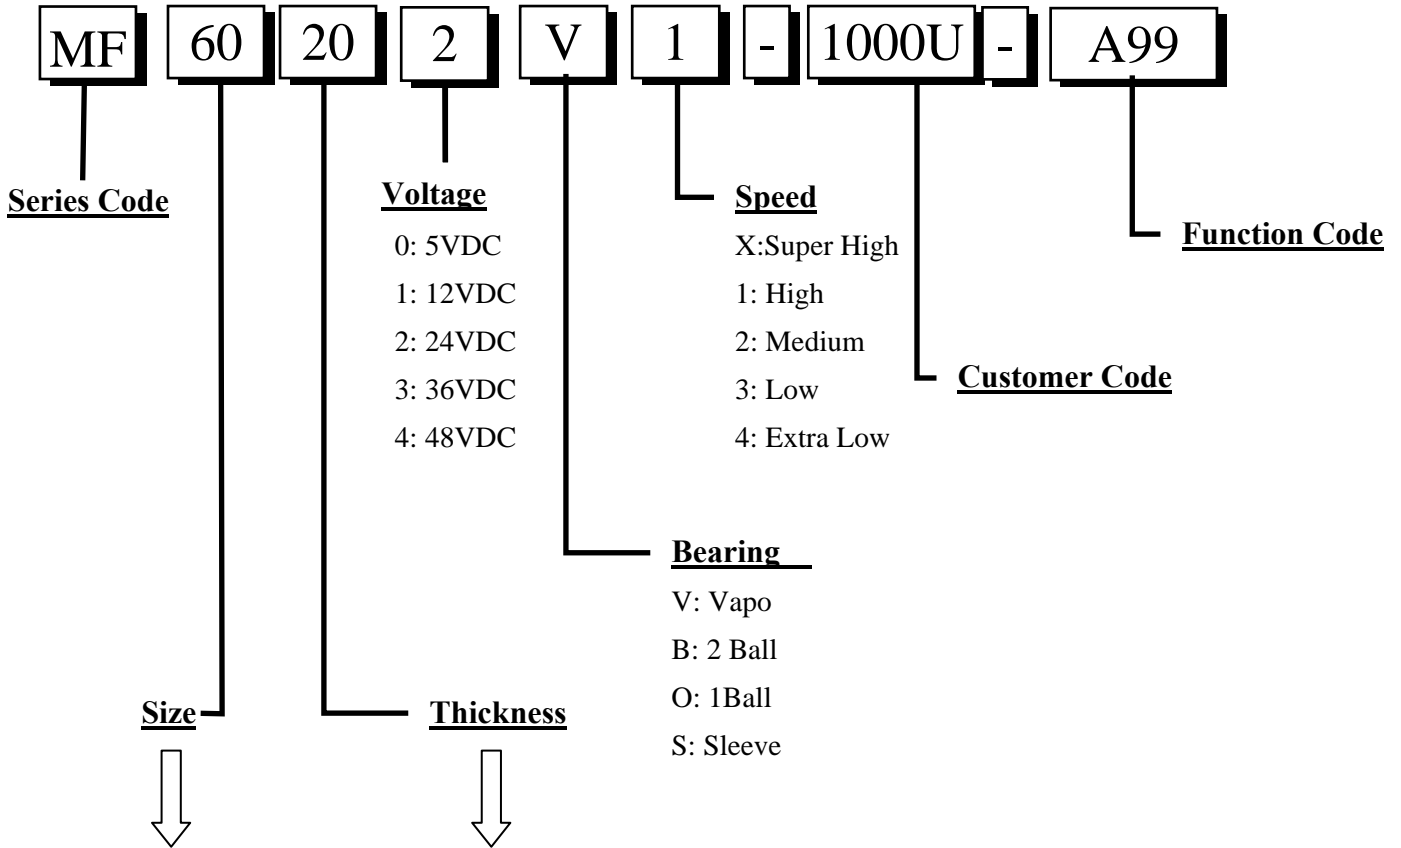 MF 60 20 2 V 1 - 1000U - A99
Series Code
Voltage
0: 5VDC
1: 12VDC
2: 24VDC
3: 36VDC
4: 48VDC
Speed
X:Super High
1: High
2: Medium
3: Low
4: Extra Low
Function Code
Customer Code
Bearing
V: Vapo
B: 2 Ball
O: 1Ball
S: Sleeve
Size
Thickness